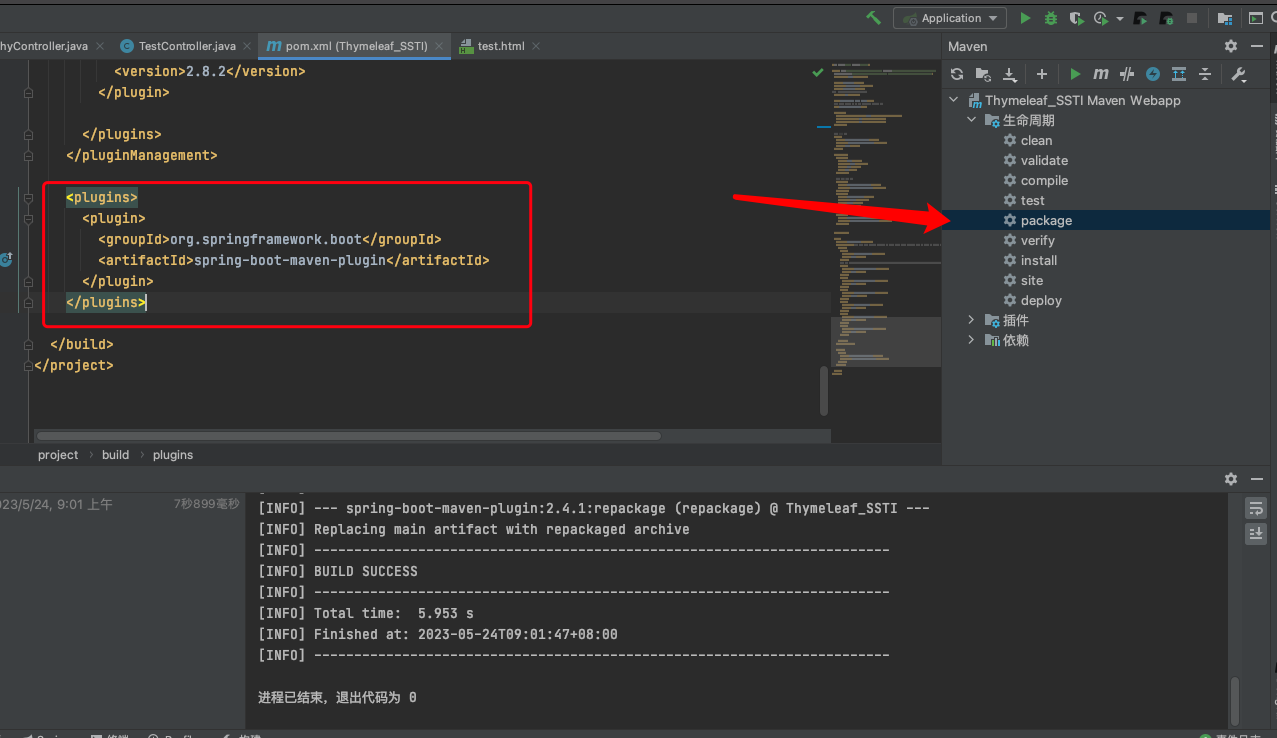 Application
hyController.java
TestController.java
pom.xml (Thymeleaf_SSTI)
test.html
Maven
<version>2.8.2</version>
</plugin>
</plugins>
</pluginManagement>
<plugins>
<plugin>
<groupId>org.springframework.boot</groupId>
<artifactId>spring-boot-maven-plugin</artifactId>
</plugin>
</plugins>
</build>
</project>
project
build
plugins
Thymeleaf_SSTI Maven Webapp
生命周期
clean
validate
compile
test
package
verify
install
site
deploy
插件
依赖
023/5/24, 9:01 上午
7秒899毫秒
[INFO] --- spring-boot-maven-plugin:2.4.1:repackage (repackage) @ Thymeleaf_SSTI ---
[INFO] Replacing main artifact with repackaged archive
[INFO] ------------------------------------------------------------------------
[INFO] BUILD SUCCESS
[INFO] ------------------------------------------------------------------------
[INFO] Total time:  5.953 s
[INFO] Finished at: 2023-05-24T09:01:47+08:00
[INFO] ------------------------------------------------------------------------
进程已结束，退出代码为 0